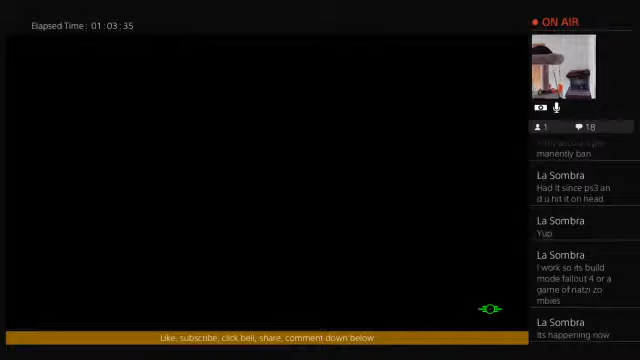 Elapsed Time : 01 : 03 : 35
ON AIR
1
18
manently ban
La Sombra
Had it since ps3 an
d u hit it on head
La Sombra
Yup
La Sombra
I work so its build
mode fallout 4 or a
game of natzi zo
mbies
La Sombra
Its happening now
Like, subscribe, click bell, share, comment down below